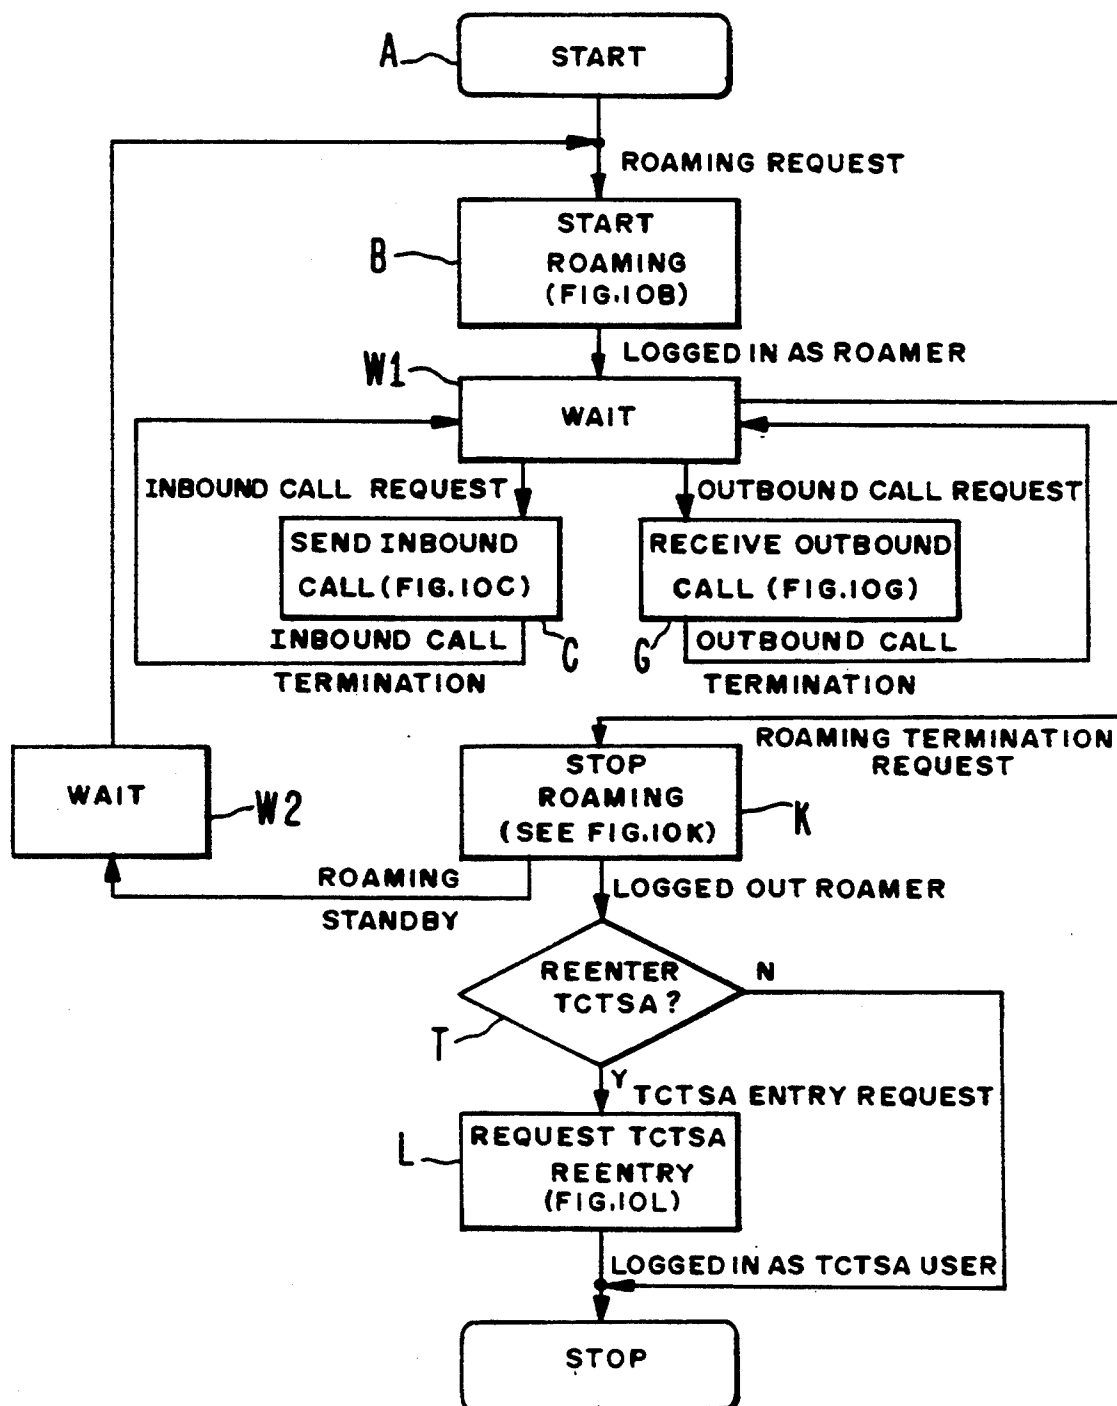 A
START
ROAMING REQUEST
B
START
ROAMING
(FIG.10B)
LOGGED IN AS ROAMER
W1
WAIT
INBOUND CALL REQUEST
OUTBOUND CALL REQUEST
SEND INBOUND
CALL (FIG.10C)
RECEIVE OUTBOUND
CALL (FIG.10G)
INBOUND CALL
TERMINATION
C
G
OUTBOUND CALL
TERMINATION
ROAMING TERMINATION
REQUEST
WAIT
W2
STOP
ROAMING
(SEE FIG.10K)
K
ROAMING
STANDBY
LOGGED OUT ROAMER
REENTER
TCTSA?
N
T
Y
TCTSA ENTRY REQUEST
L
REQUEST TCTSA
REENTRY
(FIG.10L)
LOGGED IN AS TCTSA USER
STOP